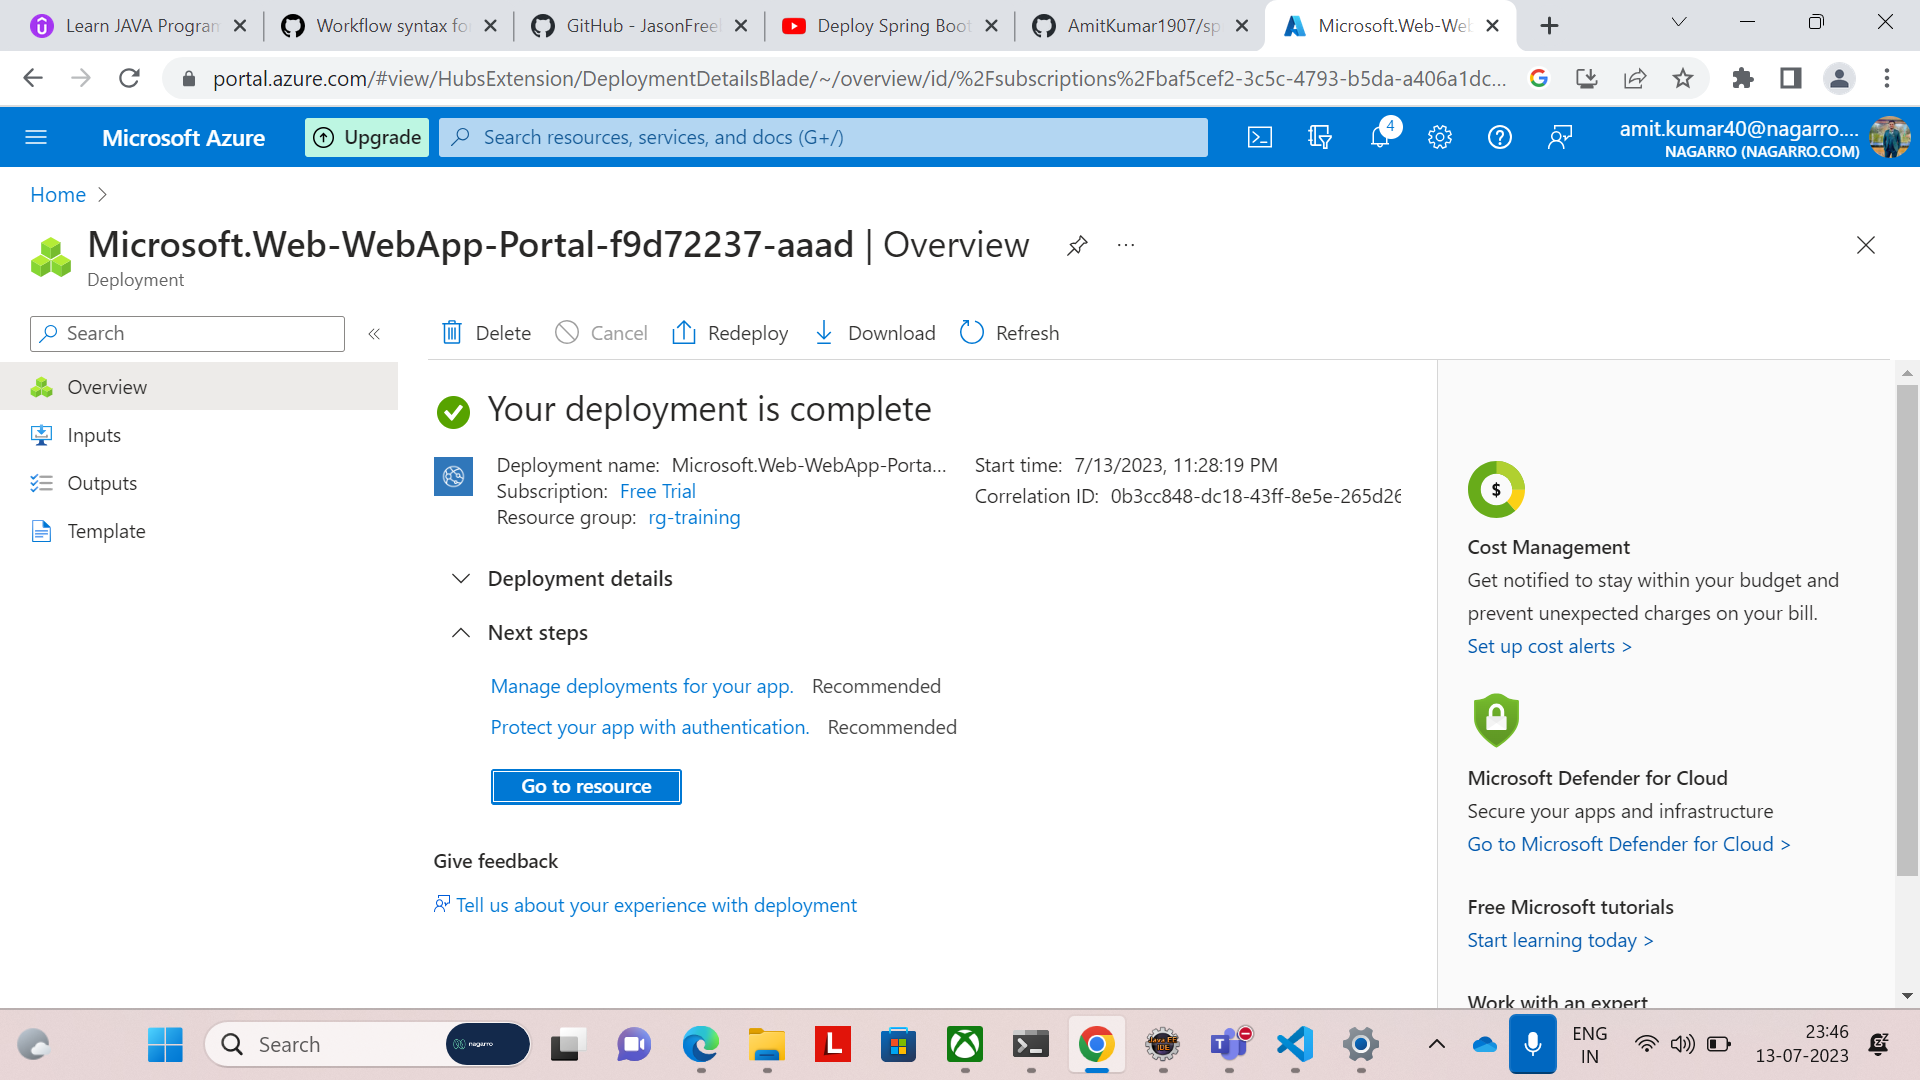 Learn JAVA Program
Workflow syntax fo
GitHub - JasonFree
Deploy Spring Boot
AmitKumar1907/sp
Microsoft.Web-Web
portal.azure.com/#view/HubsExtension/DeploymentDetailsBlade/~/overview/id/%2Fsubscriptions%2Fbaf5cef2-3c5c-4793-b5da-a406a1dc...
Microsoft Azure
Upgrade
Search resources, services, and docs (G+/)
4
amit.kumar40@nagarro....
NAGARRO (NAGARRO.COM)
Home
Microsoft.Web-WebApp-Portal-f9d72237-aaad | Overview
Deployment
Search
Delete
Cancel
Redeploy
Download
Refresh
Overview
Inputs
Outputs
Template
Your deployment is complete
Deployment name: Microsoft.Web-WebApp-Porta...
Subscription: Free Trial
Resource group: rg-training
Start time: 7/13/2023, 11:28:19 PM
Correlation ID: 0b3cc848-dc18-43ff-8e5e-265d26
Deployment details
Next steps
Manage deployments for your app. Recommended
Protect your app with authentication. Recommended
Go to resource
Give feedback
Tell us about your experience with deployment
$
Cost Management
Get notified to stay within your budget and
prevent unexpected charges on your bill.
Set up cost alerts >
Microsoft Defender for Cloud
Secure your apps and infrastructure
Go to Microsoft Defender for Cloud >
Free Microsoft tutorials
Start learning today >
Work with an expert
Search
nagarro
L
JAVA EE
IDE
ENG
IN
23:46
13-07-2023